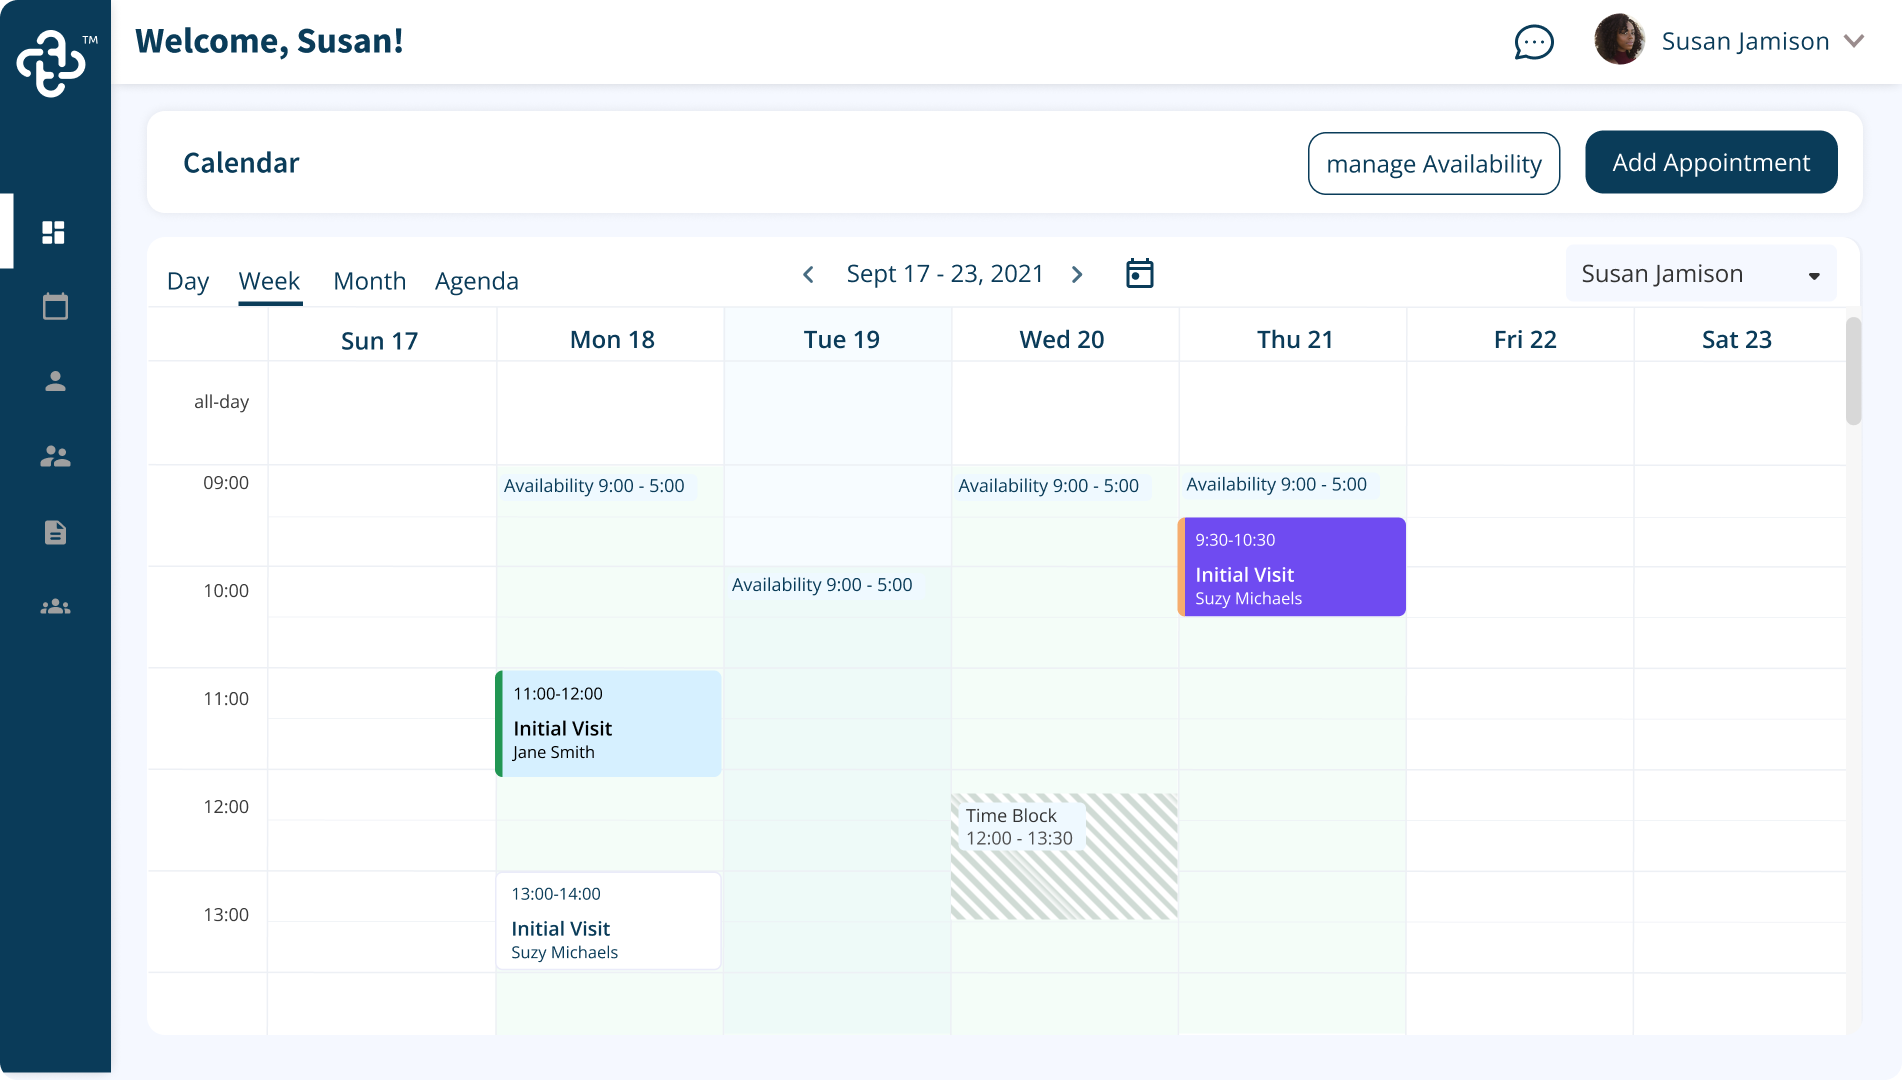 TM
Welcome, Susan!
Susan Jamison
Calendar
manage Availability
Add Appointment
Day Week Month Agenda
Sept 17 - 23, 2021
Susan Jamison
Sun 17 Mon 18 Tue 19 Wed 20 Thu 21 Fri 22 Sat 23
all-day
09:00
Availability 9:00 - 5:00
Availability 9:00 - 5:00
Availability 9:00 - 5:00
9:30-10:30
Initial Visit
Suzy Michaels
10:00
Availability 9:00 - 5:00
11:00
11:00-12:00
Initial Visit
Jane Smith
12:00
Time Block
12:00 - 13:30
13:00
13:00-14:00
Initial Visit
Suzy Michaels